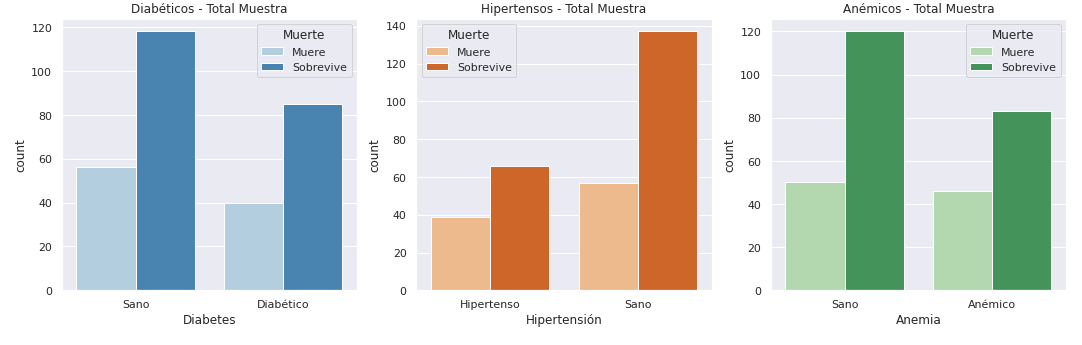 Diabéticos - Total Muestra
120
100
80
60
40
20
0
count
Muerte
Muere
Sobrevive
Sano
Diabético
Diabetes
Hipertensos - Total Muestra
140
120
100
80
60
40
20
0
count
Muerte
Muere
Sobrevive
Hipertenso
Sano
Hipertensión
Anémicos - Total Muestra
120
100
80
60
40
20
0
count
Muerte
Muere
Sobrevive
Sano
Anémico
Anemia